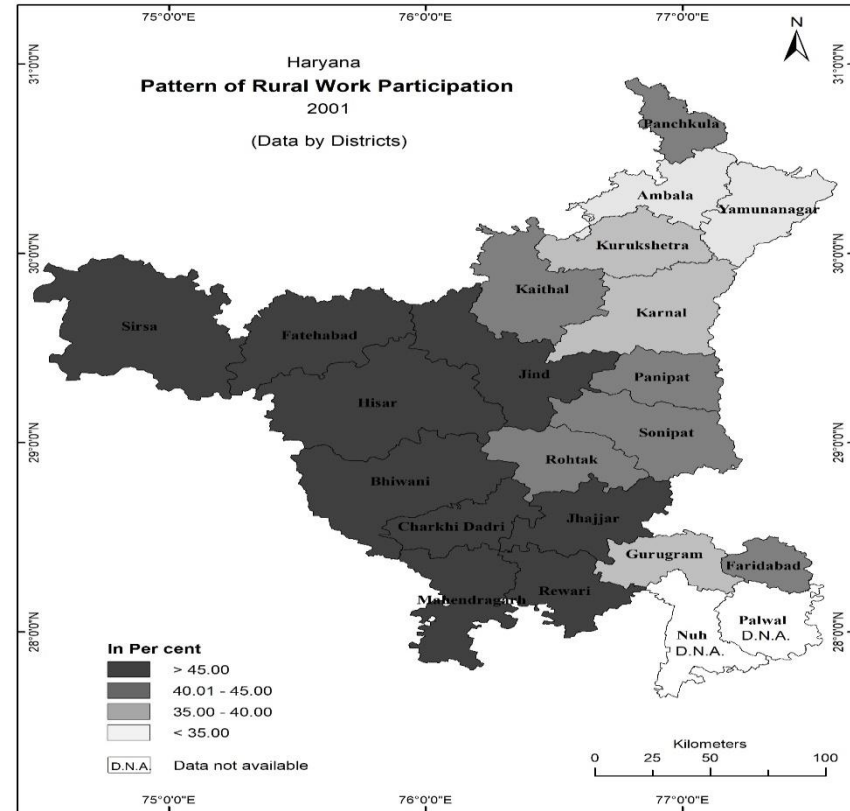 75°0'0"E 76°0'0"E 77°0'0"E
N
Haryana
Pattern of Rural Work Participation
2001
(Data by Districts)
31°0'0"N 31°0'0"N
Panchkula
Ambala
Yamunanagar
Kurukshetra
30°0'0"N 30°0'0"N
Kaithal
Karnal
Sirsa
Fatehabad
Jind
Panipat
Hisar
Sonipat
29°0'0"N 29°0'0"N
Rohtak
Bhiwani
Jhajjar
Charkhi Dadri
Gurugram
Faridabad
Mahendragarh
Rewari
28°0'0"N 28°0'0"N
Nuh
D.N.A.
Palwal
D.N.A.
In Per cent
> 45.00
40.01 - 45.00
35.00 - 40.00
< 35.00
D.N.A. Data not available
Kilometers
0 25 50 100
75°0'0"E 76°0'0"E 77°0'0"E